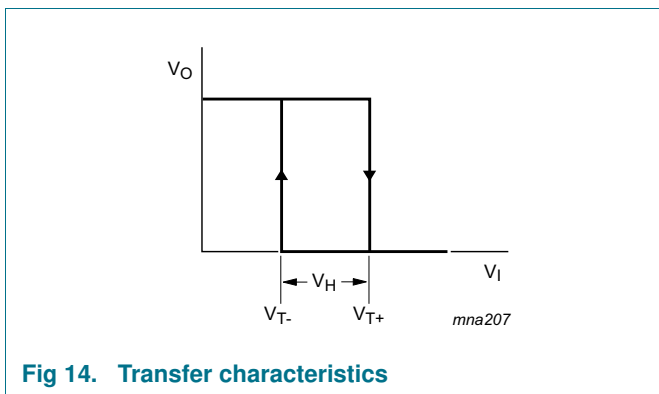 VO
VI
VH
VT- VT+
mna207
Fig 14. Transfer characteristics